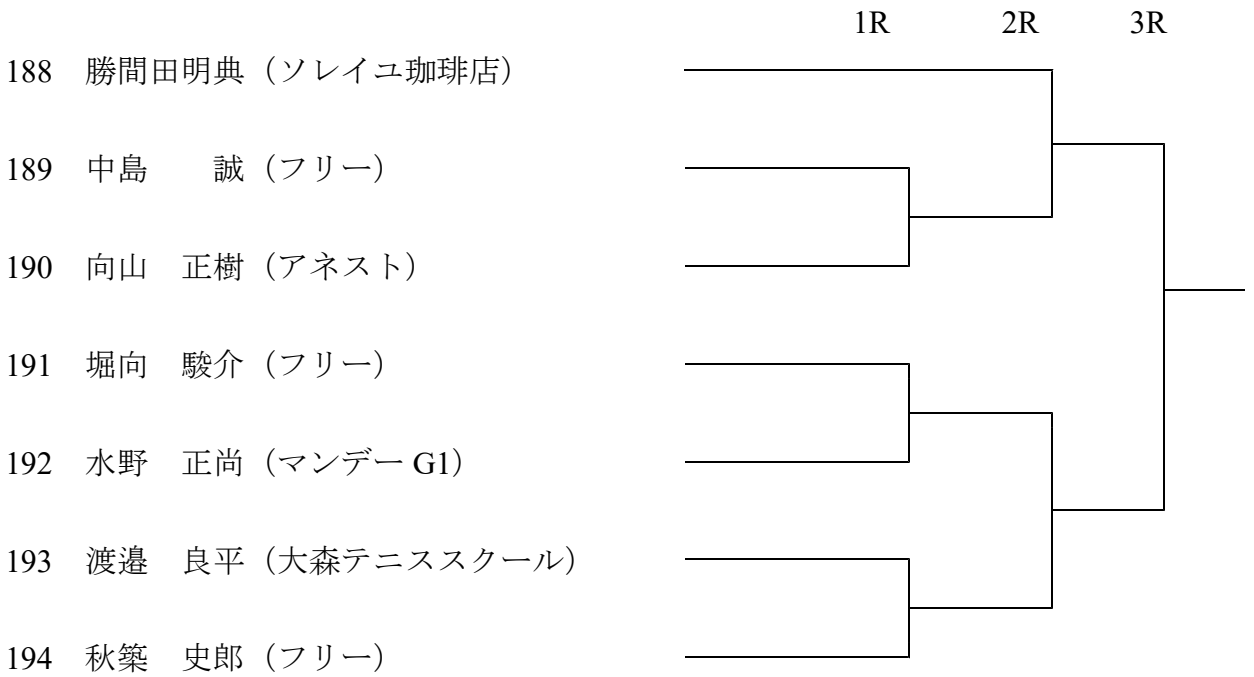 1R 2R 3R
188 勝間田明典（ソレイユ珈琲店）
189 中島　　誠（フリー）
190 向山　正樹（アネスト）
191 堀向　駿介（フリー）
192 水野　正尚（マンデー G1）
193 渡邉　良平（大森テニススクール）
194 秋築　史郎（フリー）